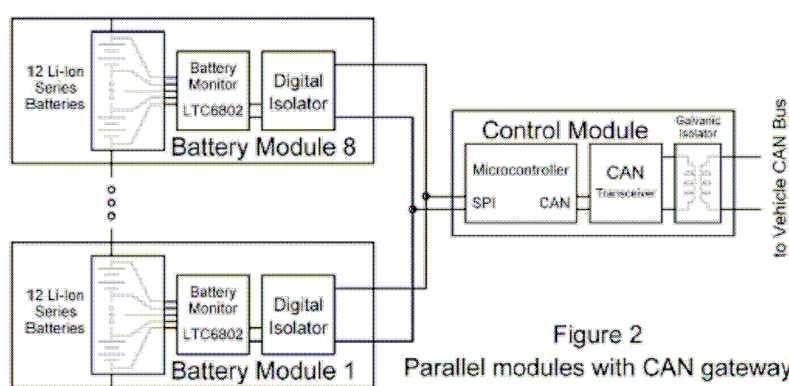 12 Li-Ion
Series
Batteries
Battery
Monitor
LTC6802
Digital
Isolator
Battery Module 8
Control Module
Galvanic
Isolator
Microcontroller
SPI
CAN
CAN
Transceiver
to Vehicle CAN Bus
12 Li-Ion
Series
Batteries
Battery
Monitor
LTC6802
Digital
Isolator
Battery Module 1
Figure 2
Parallel modules with CAN gateway